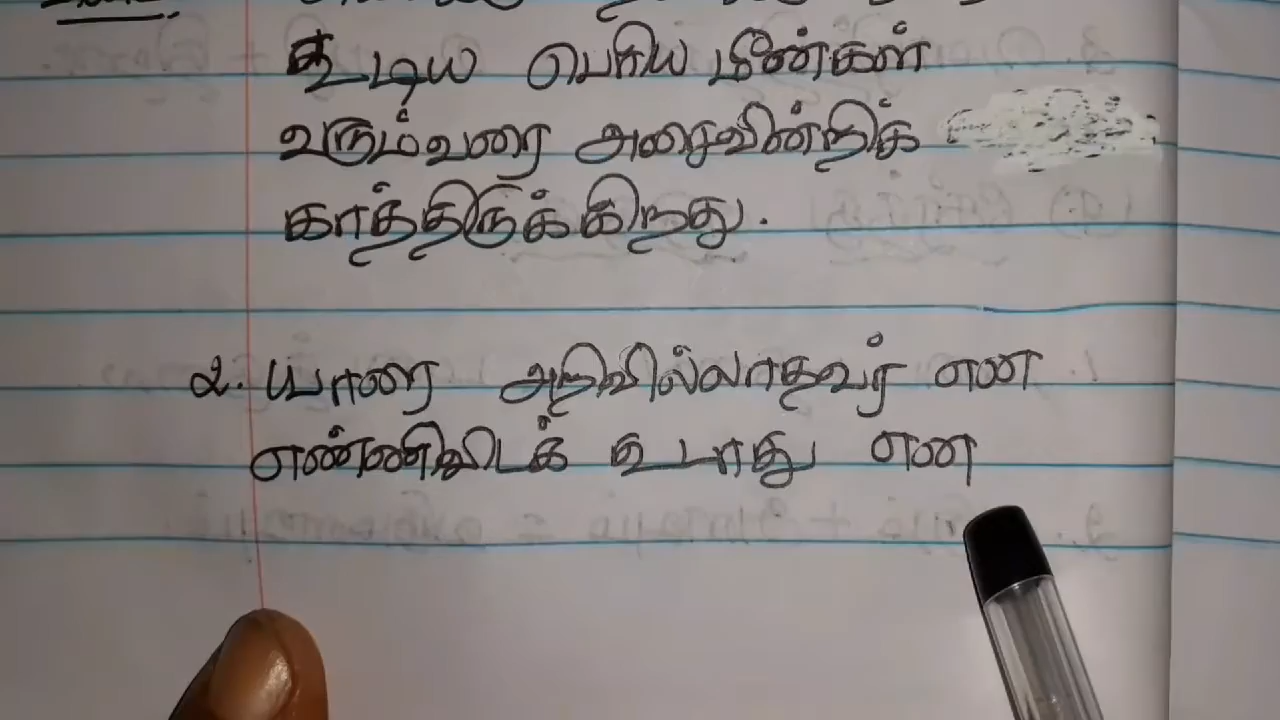 கூடிய பெரிய மீன்கள்
வரும்வரை அசைவின்றிக்
காத்திருக்கிறது.
2. யாரை அறிவில்லாதவர் என
எண்ணிவிடக் கூடாது என